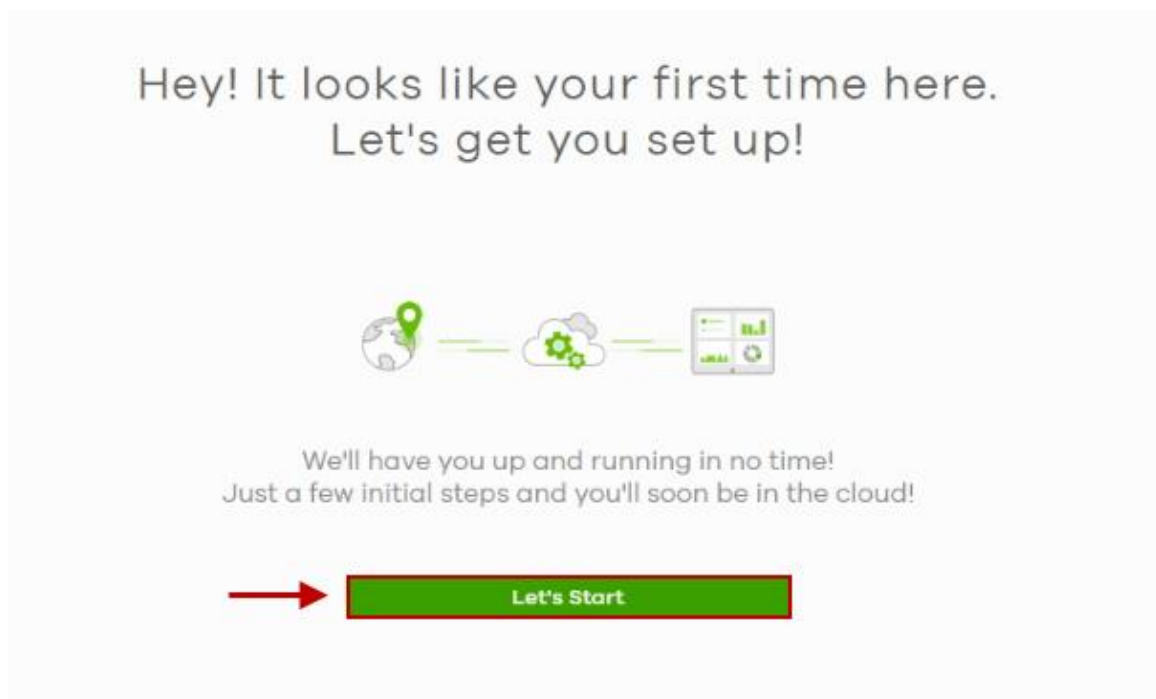 Hey! It looks like your first time here.
Let's get you set up!
We'll have you up and running in no time!
Just a few initial steps and you'll soon be in the cloud!
Let's Start